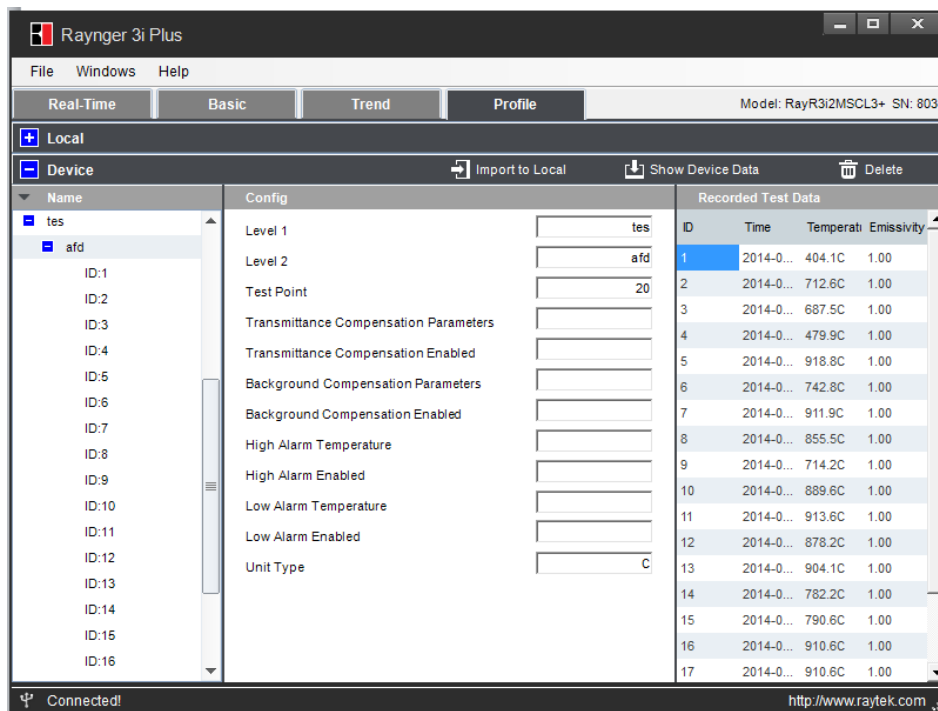 Raynger 3i Plus
File Windows Help
Real-Time Basic Trend Profile Model: RayR3i2MSCL3+ SN: 803
Local
Device Import to Local Show Device Data Delete
Name Config Recorded Test Data
tes
afd
ID:1
ID:2
ID:3
ID:4
ID:5
ID:6
ID:7
ID:8
ID:9
ID:10
ID:11
ID:12
ID:13
ID:14
ID:15
ID:16
Level 1 tes
Level 2 afd
Test Point 20
Transmittance Compensation Parameters
Transmittance Compensation Enabled
Background Compensation Parameters
Background Compensation Enabled
High Alarm Temperature
High Alarm Enabled
Low Alarm Temperature
Low Alarm Enabled
Unit Type C
ID Time Temperati Emissivity
1 2014-0... 404.1C 1.00
2 2014-0... 712.6C 1.00
3 2014-0... 687.5C 1.00
4 2014-0... 479.9C 1.00
5 2014-0... 918.8C 1.00
6 2014-0... 742.8C 1.00
7 2014-0... 911.9C 1.00
8 2014-0... 855.5C 1.00
9 2014-0... 714.2C 1.00
10 2014-0... 889.6C 1.00
11 2014-0... 913.6C 1.00
12 2014-0... 878.2C 1.00
13 2014-0... 904.1C 1.00
14 2014-0... 782.2C 1.00
15 2014-0... 790.6C 1.00
16 2014-0... 910.6C 1.00
17 2014-0... 910.6C 1.00
Connected! http://www.raytek.com